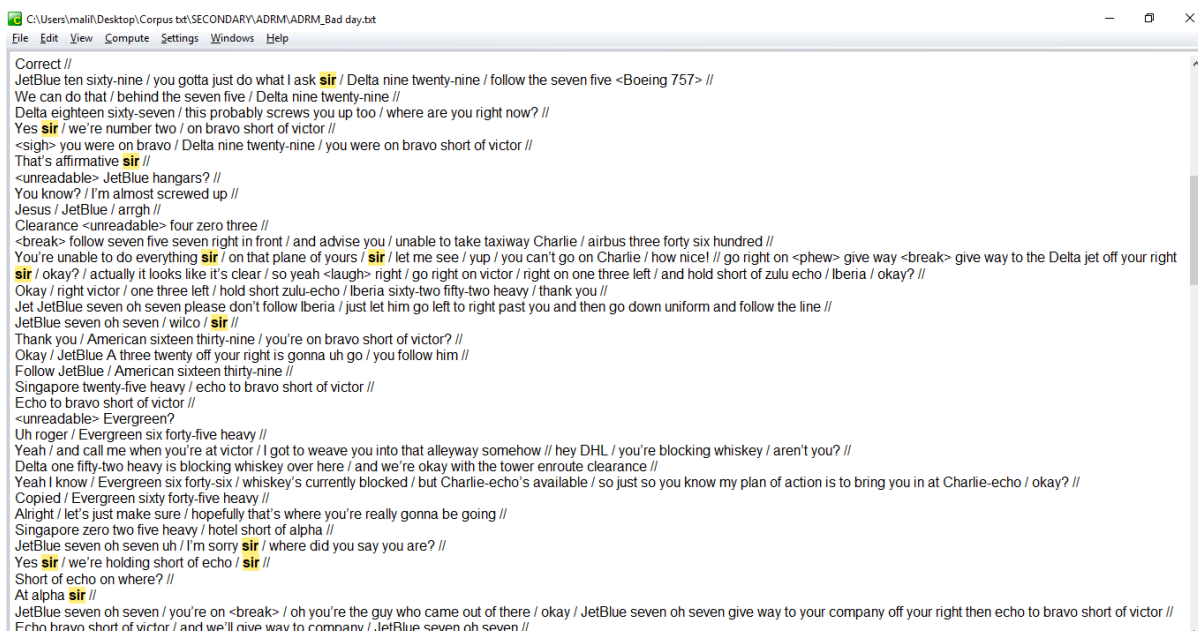 C:\Users\malil\Desktop\Corpus txt\SECONDARY\ADRM\ADRM_Bad day.txt
File Edit View Compute Settings Windows Help
Correct //
JetBlue ten sixty-nine / you gotta just do what I ask sir / Delta nine twenty-nine / follow the seven five <Boeing 757> //
We can do that / behind the seven five / Delta nine twenty-nine //
Delta eighteen sixty-seven / this probably screws you up too / where are you right now? //
Yes sir / we're number two / on bravo short of victor //
<sigh> you were on bravo / Delta nine twenty-nine / you were on bravo short of victor //
That's affirmative sir //
<unreadable> JetBlue hangars? //
You know? / I'm almost screwed up //
Jesus / JetBlue / arrgh //
Clearance <unreadable> four zero three //
<break> follow seven five seven right in front / and advise you / unable to take taxiway Charlie / airbus three forty six hundred //
You're unable to do everything sir / on that plane of yours / sir / let me see / yup / you can't go on Charlie / how nice! // go right on <phew> give way <break> give way to the Delta jet off your right
sir / okay? / actually it looks like it's clear / so yeah <laugh> right / go right on victor / right on one three left / and hold short of zulu echo / Iberia / okay? //
Okay / right victor / one three left / hold short zulu-echo / Iberia sixty-two fifty-two heavy / thank you //
Jet JetBlue seven oh seven please don't follow Iberia / just let him go left to right past you and then go down uniform and follow the line //
JetBlue seven oh seven / wilco / sir //
Thank you / American sixteen thirty-nine / you're on bravo short of victor? //
Okay / JetBlue A three twenty off your right is gonna uh go / you follow him //
Follow JetBlue / American sixteen thirty-nine //
Singapore twenty-five heavy / echo to bravo short of victor //
Echo to bravo short of victor //
<unreadable> Evergreen?
Uh roger / Evergreen six forty-five heavy //
Yeah / and call me when you're at victor / I got to weave you into that alleyway somehow // hey DHL / you're blocking whiskey / aren't you? //
Delta one fifty-two heavy is blocking whiskey over here / and we're okay with the tower enroute clearance //
Yeah I know / Evergreen six forty-six / whiskey's currently blocked / but Charlie-echo's available / so just so you know my plan of action is to bring you in at Charlie-echo / okay? //
Copied / Evergreen sixty forty-five heavy //
Alright / let's just make sure / hopefully that's where you're really gonna be going //
Singapore zero two five heavy / hotel short of alpha //
JetBlue seven oh seven uh / I'm sorry sir / where did you say you are? //
Yes sir / we're holding short of echo / sir //
Short of echo on where? //
At alpha sir //
JetBlue seven oh seven / you're on <break> / oh you're the guy who came out of there / okay / JetBlue seven oh seven give way to your company off your right then echo to bravo short of victor //
Echo bravo short of victor / and we'll give way to company / JetBlue seven oh seven //